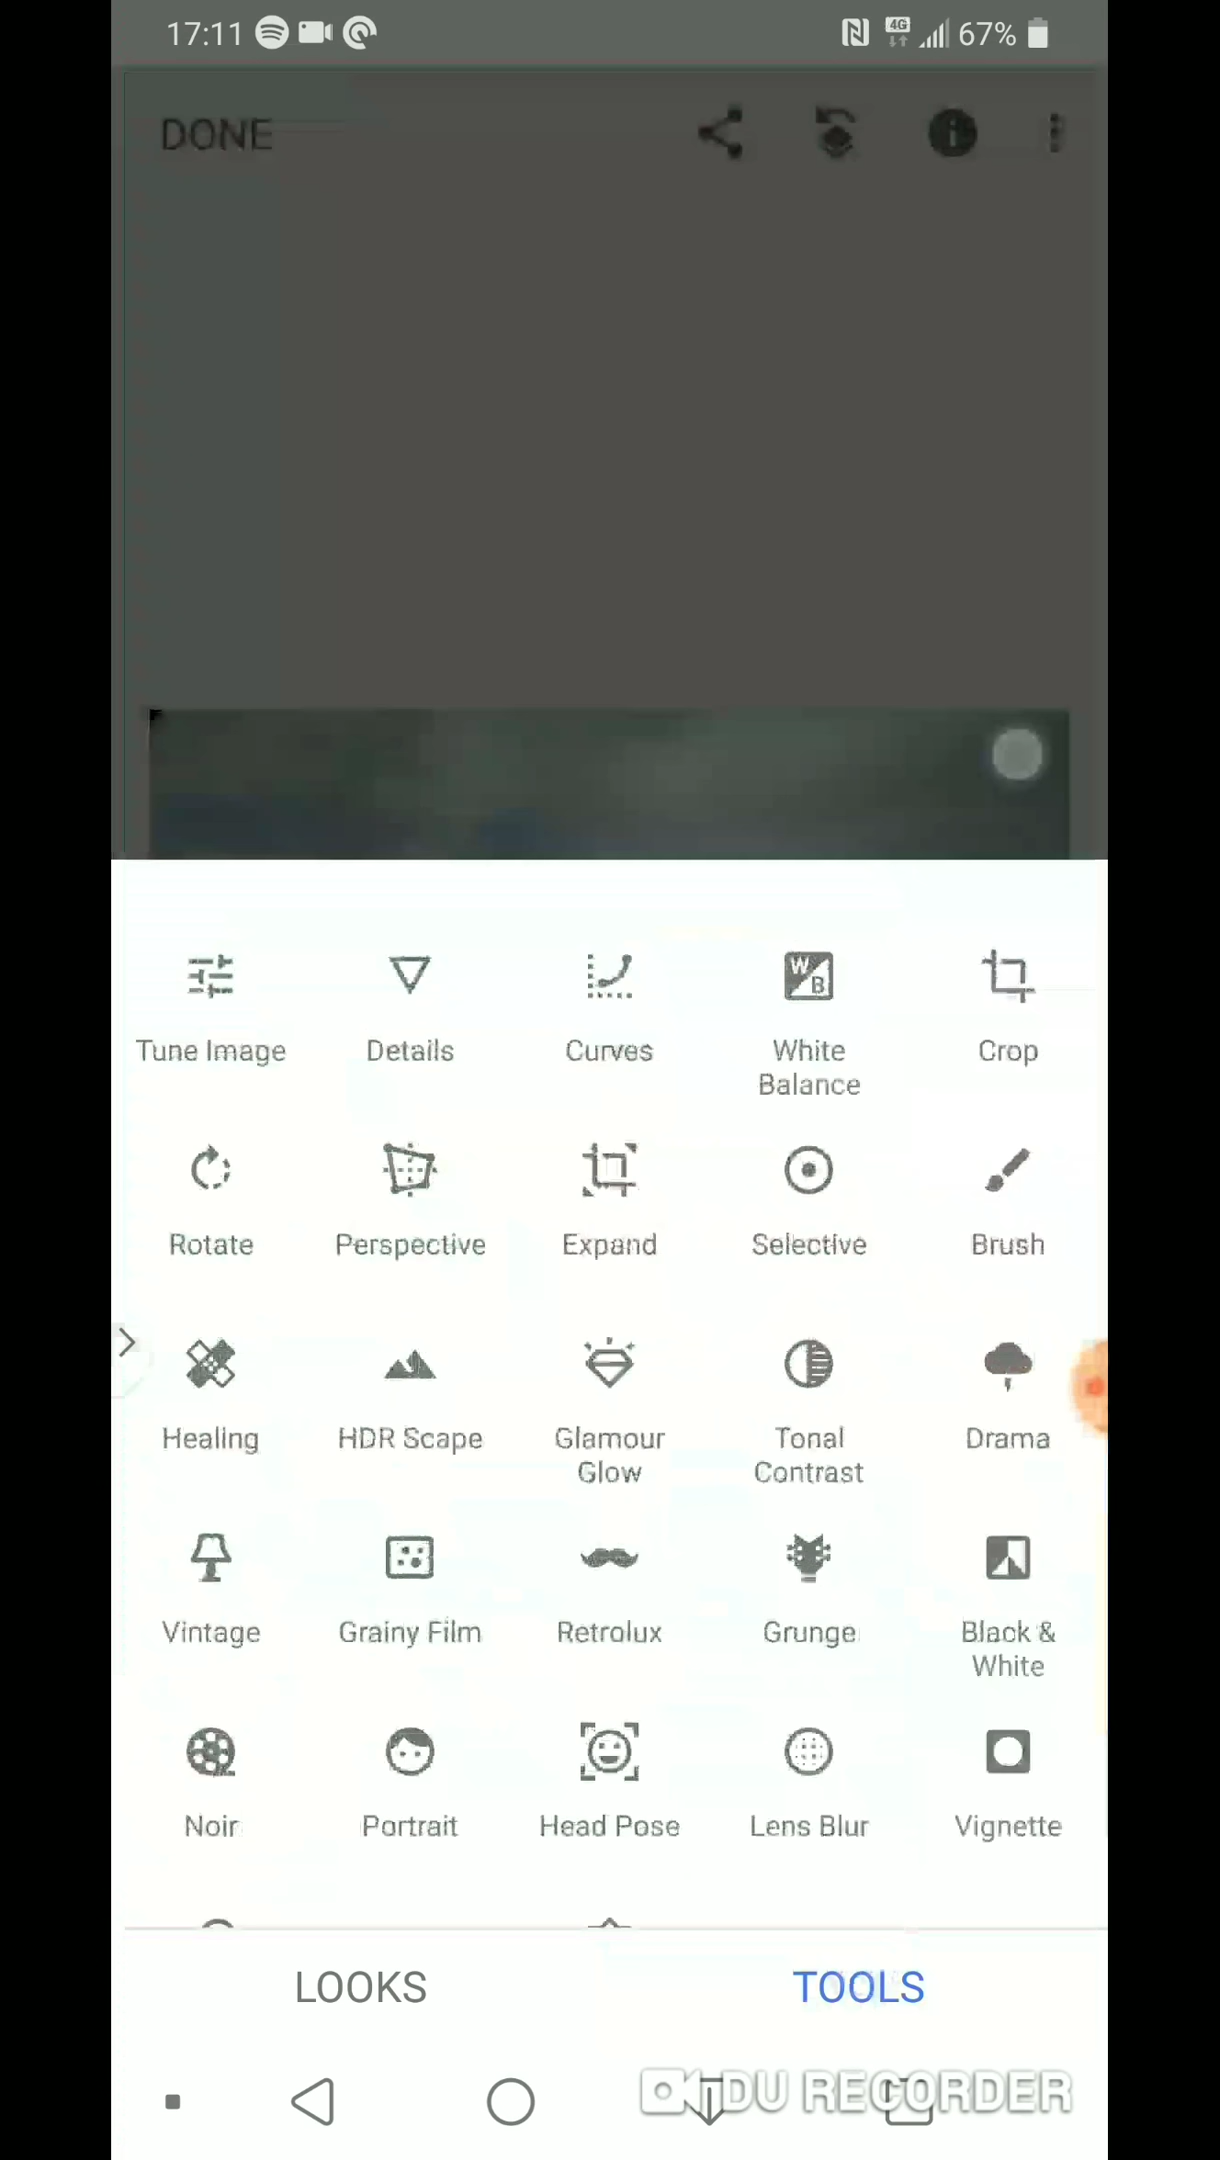 17:11 4G 67%
DONE
W B
Tune Image Details Curves White Balance Crop
Rotate Perspective Expand Selective Brush
Healing HDR Scape Glamour Glow Tonal Contrast Drama
Vintage Grainy Film Retrolux Grunge Black & White
Noir Portrait Head Pose Lens Blur Vignette
LOOKS TOOLS
DU RECORDER